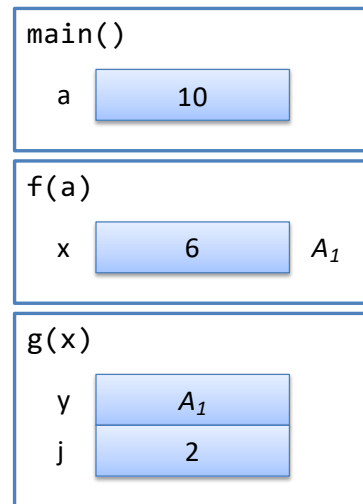 main()
a 10
f(a)
x 6 A₁
g(x)
y A₁
j 2